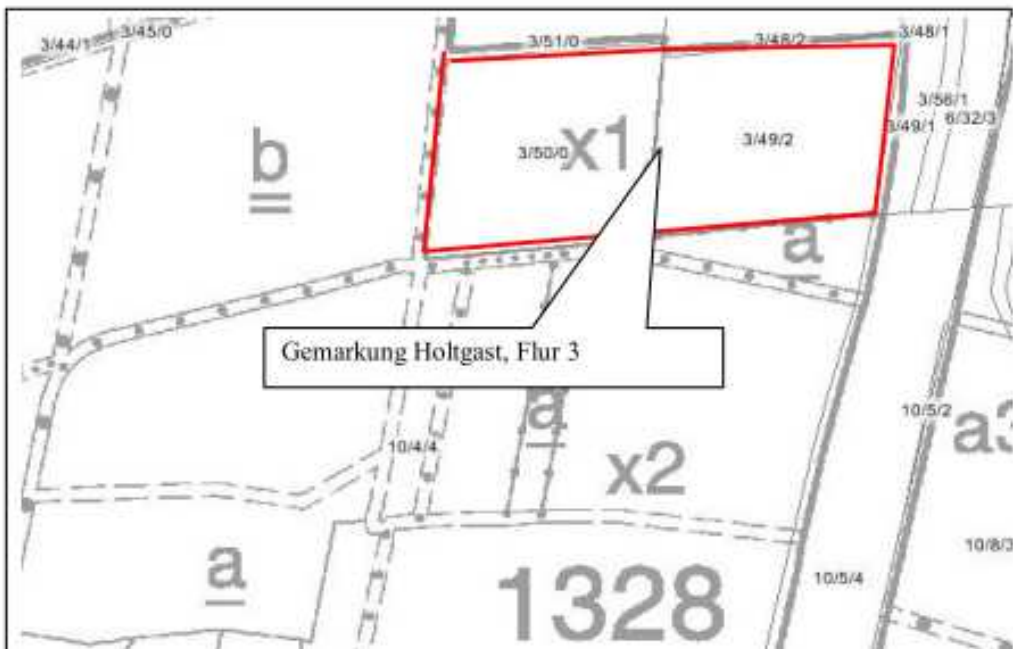 3/44/1
3/45/0
3/51/0
3/48/2
3/48/1
3/56/1
6/32/3
3/49/1
b
3/50/0
x1
3/49/2
a
Gemarkung Holtgast, Flur 3
a
10/5/2
a3
10/4/4
x2
10/8/3
a
10/5/4
1328